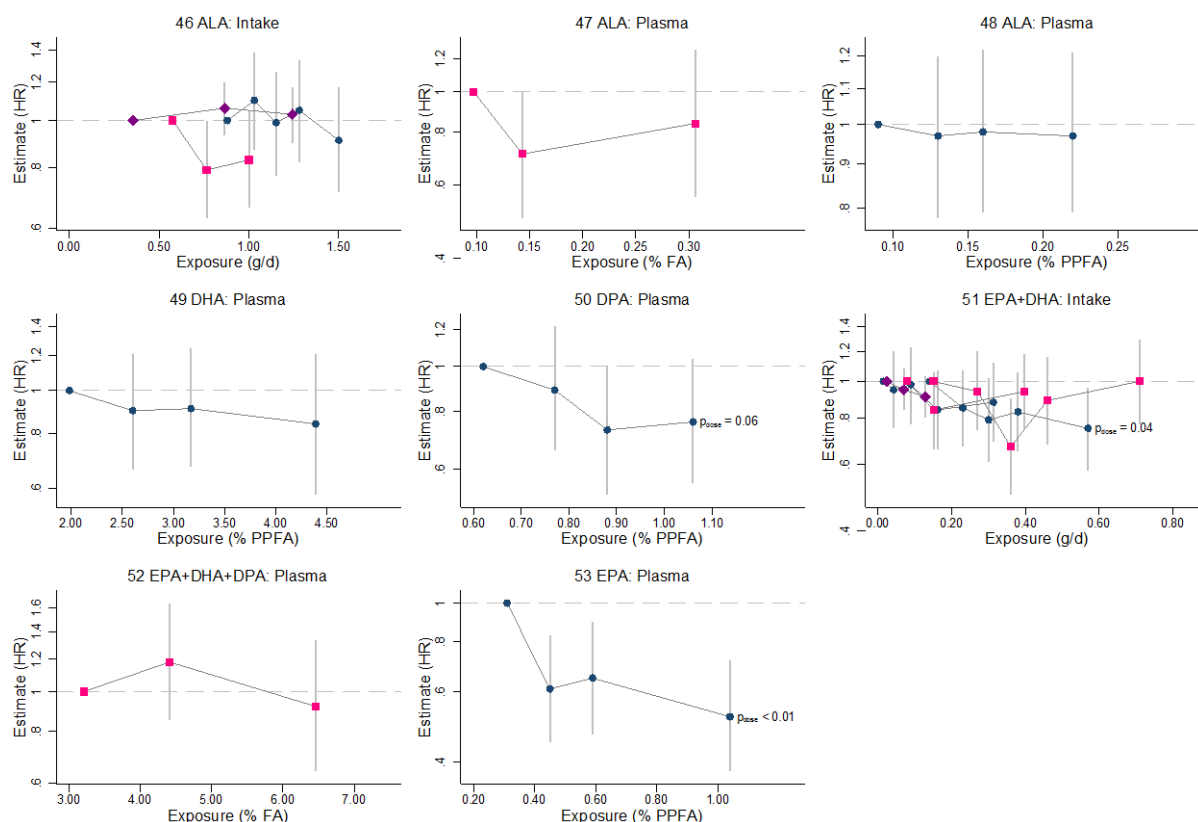 46 ALA: Intake
Estimate (HR)
.6 .8 1 1.2 1.4
0.00 0.50 1.00 1.50
Exposure (g/d)
47 ALA: Plasma
Estimate (HR)
.4 .6 .8 1 1.2
0.10 0.15 0.20 0.25 0.30
Exposure (% FA)
48 ALA: Plasma
Estimate (HR)
.8 .9 1 1.1 1.2
0.10 0.15 0.20 0.25
Exposure (% PPFA)
49 DHA: Plasma
Estimate (HR)
.6 .8 1 1.2 1.4
2.00 2.50 3.00 3.50 4.00 4.50
Exposure (% PPFA)
50 DPA: Plasma
Estimate (HR)
.6 .8 1 1.2
pdose = 0.06
0.60 0.70 0.80 0.90 1.00 1.10
Exposure (% PPFA)
51 EPA+DHA: Intake
Estimate (HR)
.4 .6 .8 1 1.2 1.4
pdose = 0.04
0.00 0.20 0.40 0.60 0.80
Exposure (g/d)
52 EPA+DHA+DPA: Plasma
Estimate (HR)
.6 .8 1 1.2 1.4 1.6
3.00 4.00 5.00 6.00 7.00
Exposure (% FA)
53 EPA: Plasma
Estimate (HR)
.4 .6 .8 1
pdose < 0.01
0.20 0.40 0.60 0.80 1.00
Exposure (% PPFA)